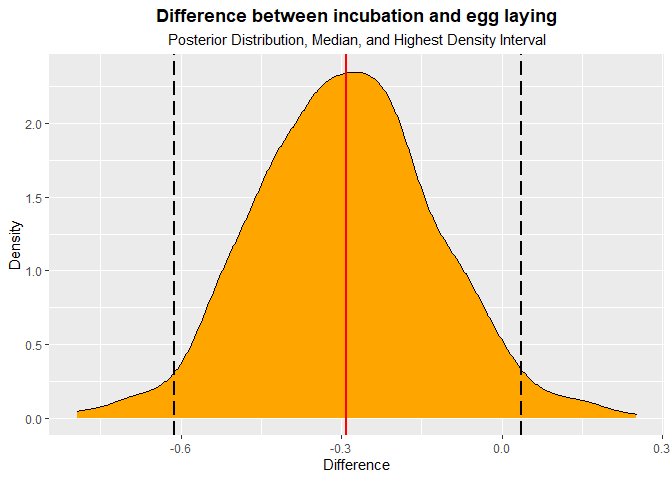 Difference between incubation and egg laying
Posterior Distribution, Median, and Highest Density Interval
Density
2.0
1.5
1.0
0.5
0.0
-0.6
-0.3
0.0
0.3
Difference